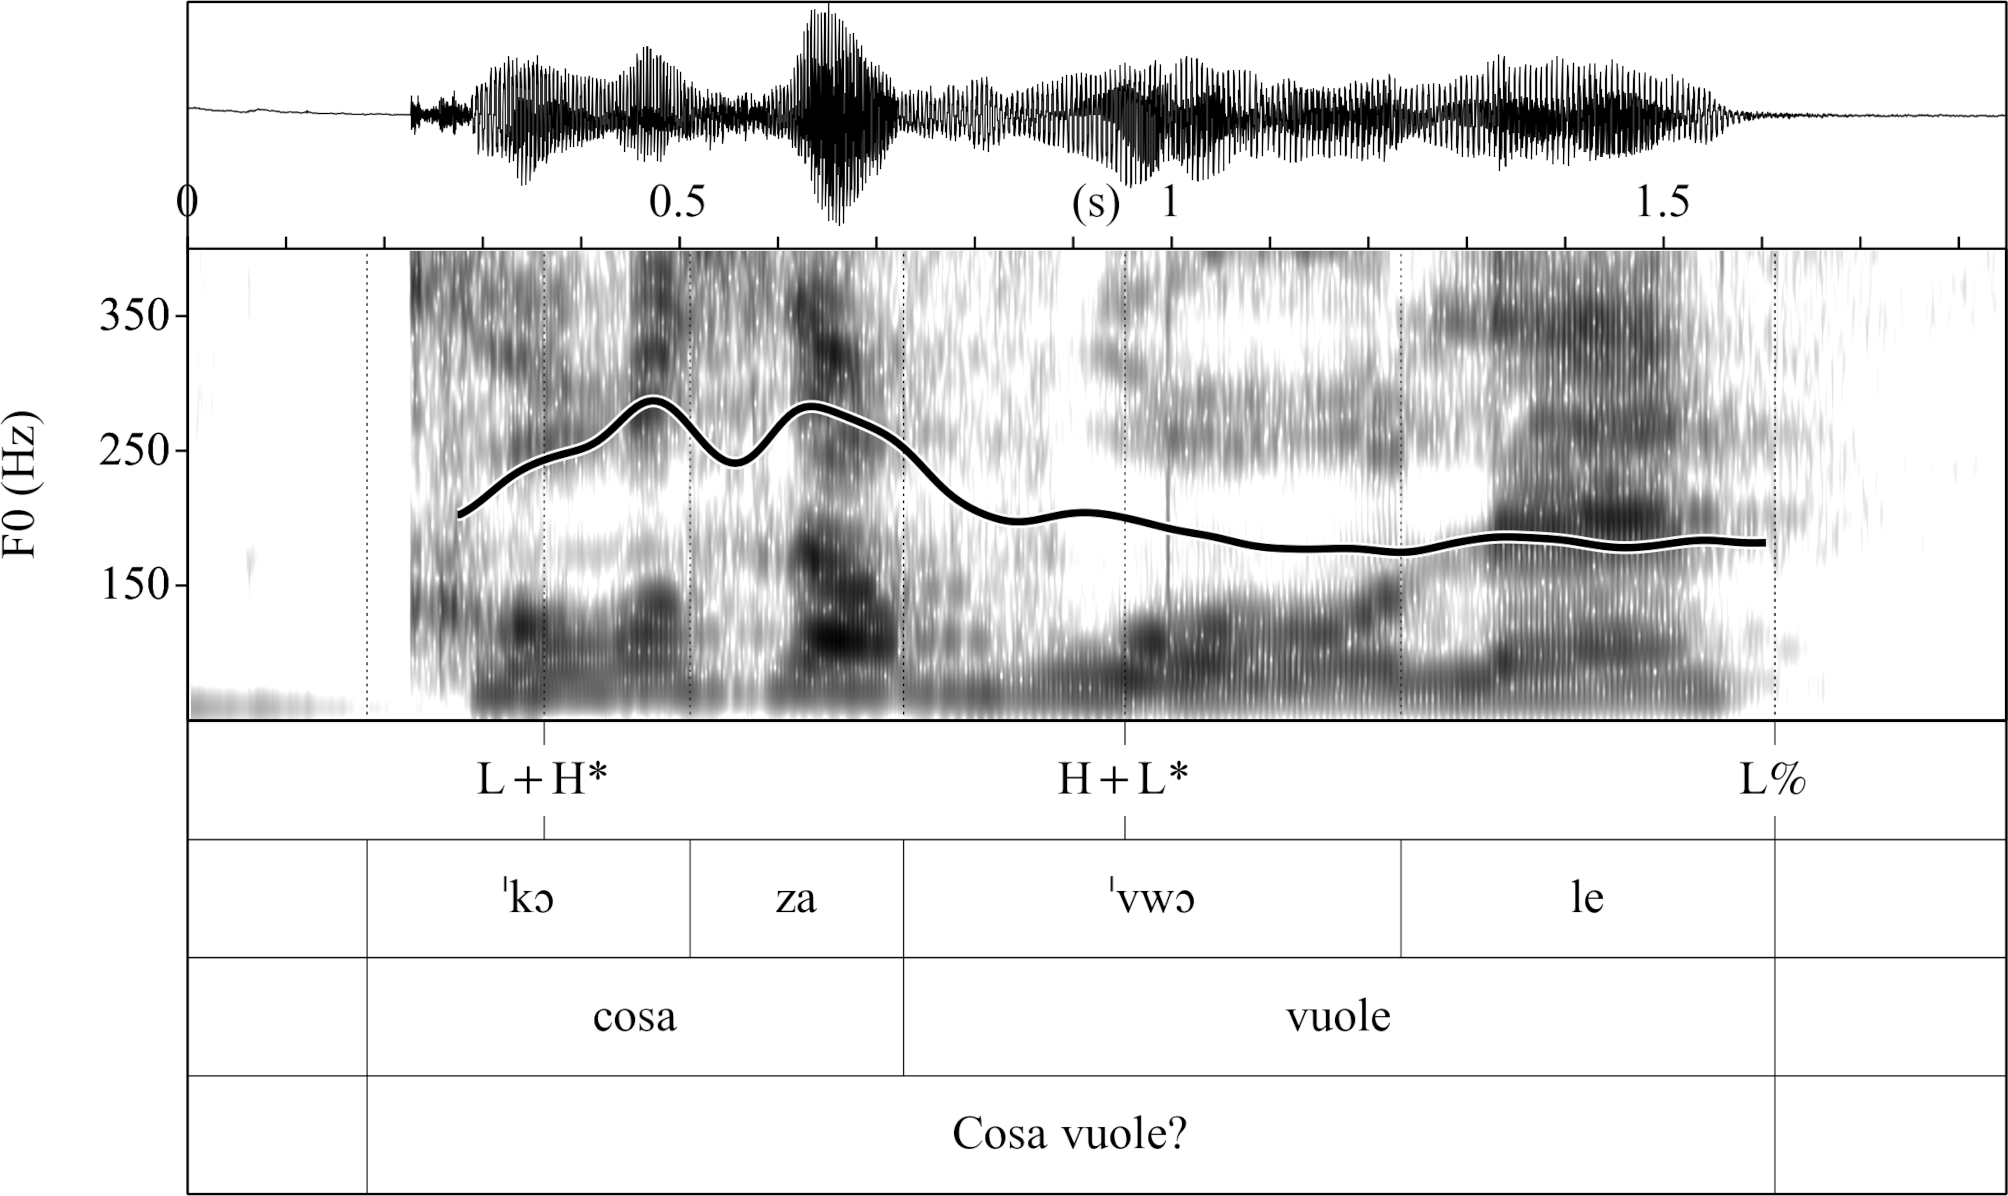 0 0.5 (s) 1 1.5
F0 (Hz)
350
250
150
L+H* H+L* L%
ˈkɔ za ˈvwɔ le
cosa vuole
Cosa vuole?